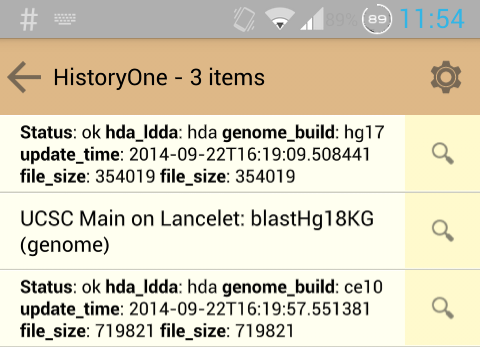 # 89% 89 11:54
HistoryOne - 3 items
Status: ok hda_ldda: hda genome_build: hg17
update_time: 2014-09-22T16:19:09.508441
file_size: 354019 file_size: 354019
UCSC Main on Lancelet: blastHg18KG
(genome)
Status: ok hda_ldda: hda genome_build: ce10
update_time: 2014-09-22T16:19:57.551381
file_size: 719821 file_size: 719821